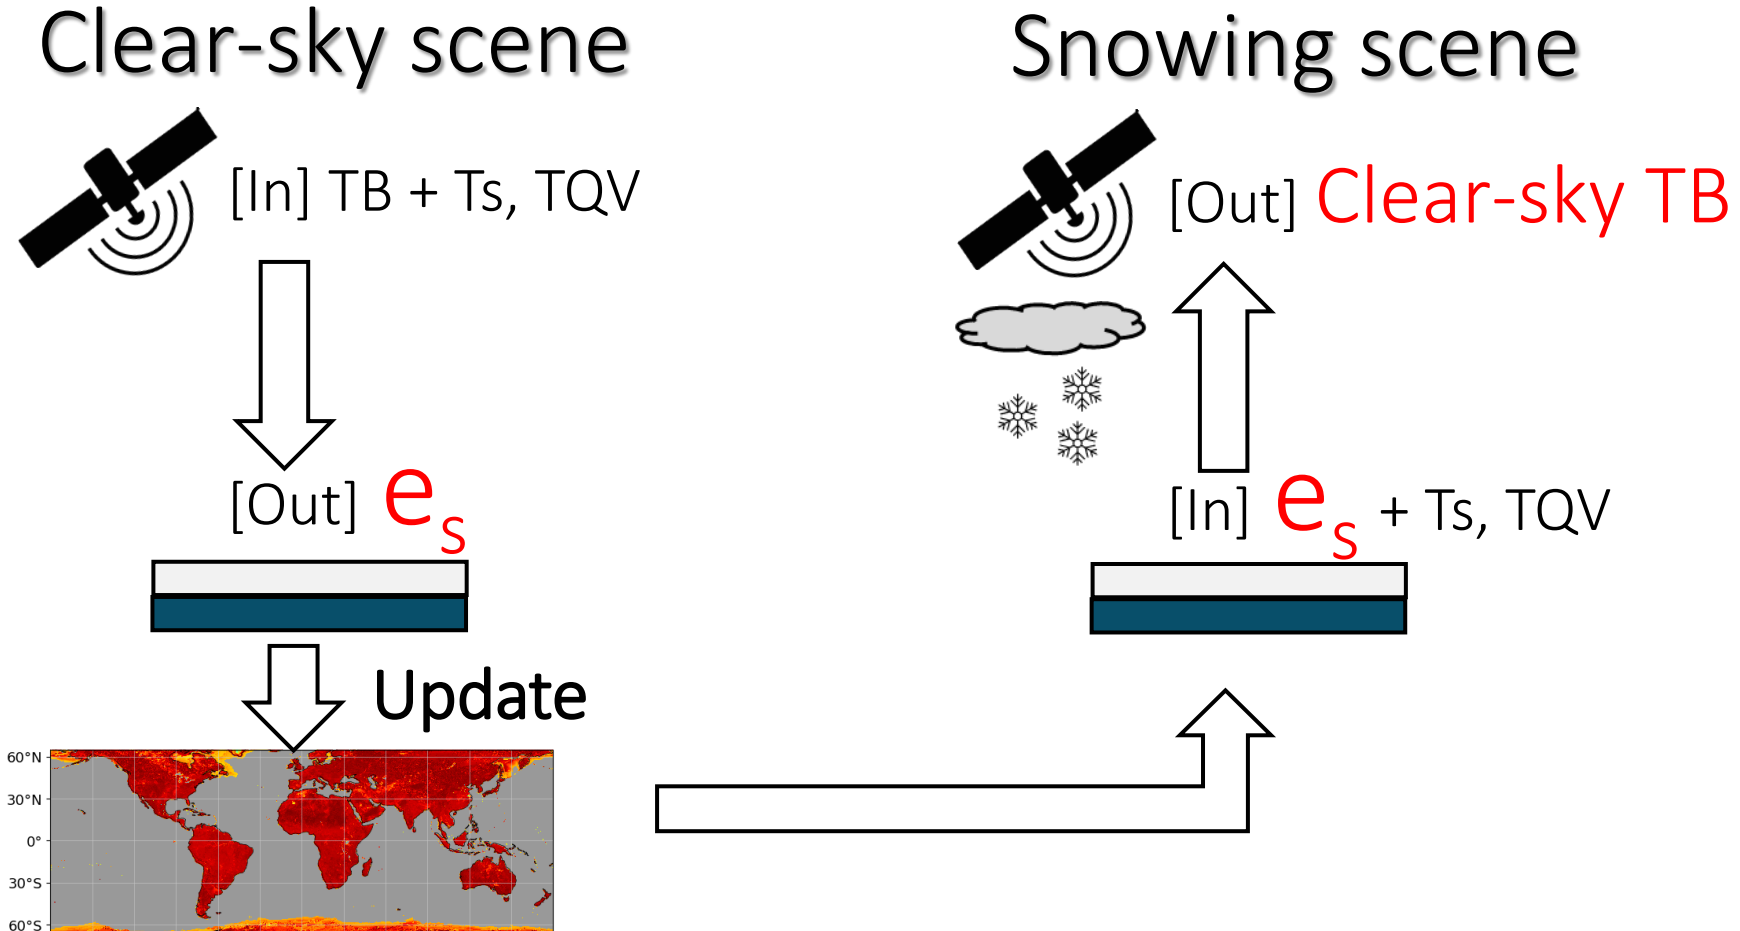 Clear-sky scene
[In] TB + Ts, TQV
[Out] es
Update
60°N
30°N
0°
30°S
60°S
Snowing scene
[Out] Clear-sky TB
[In] es + Ts, TQV